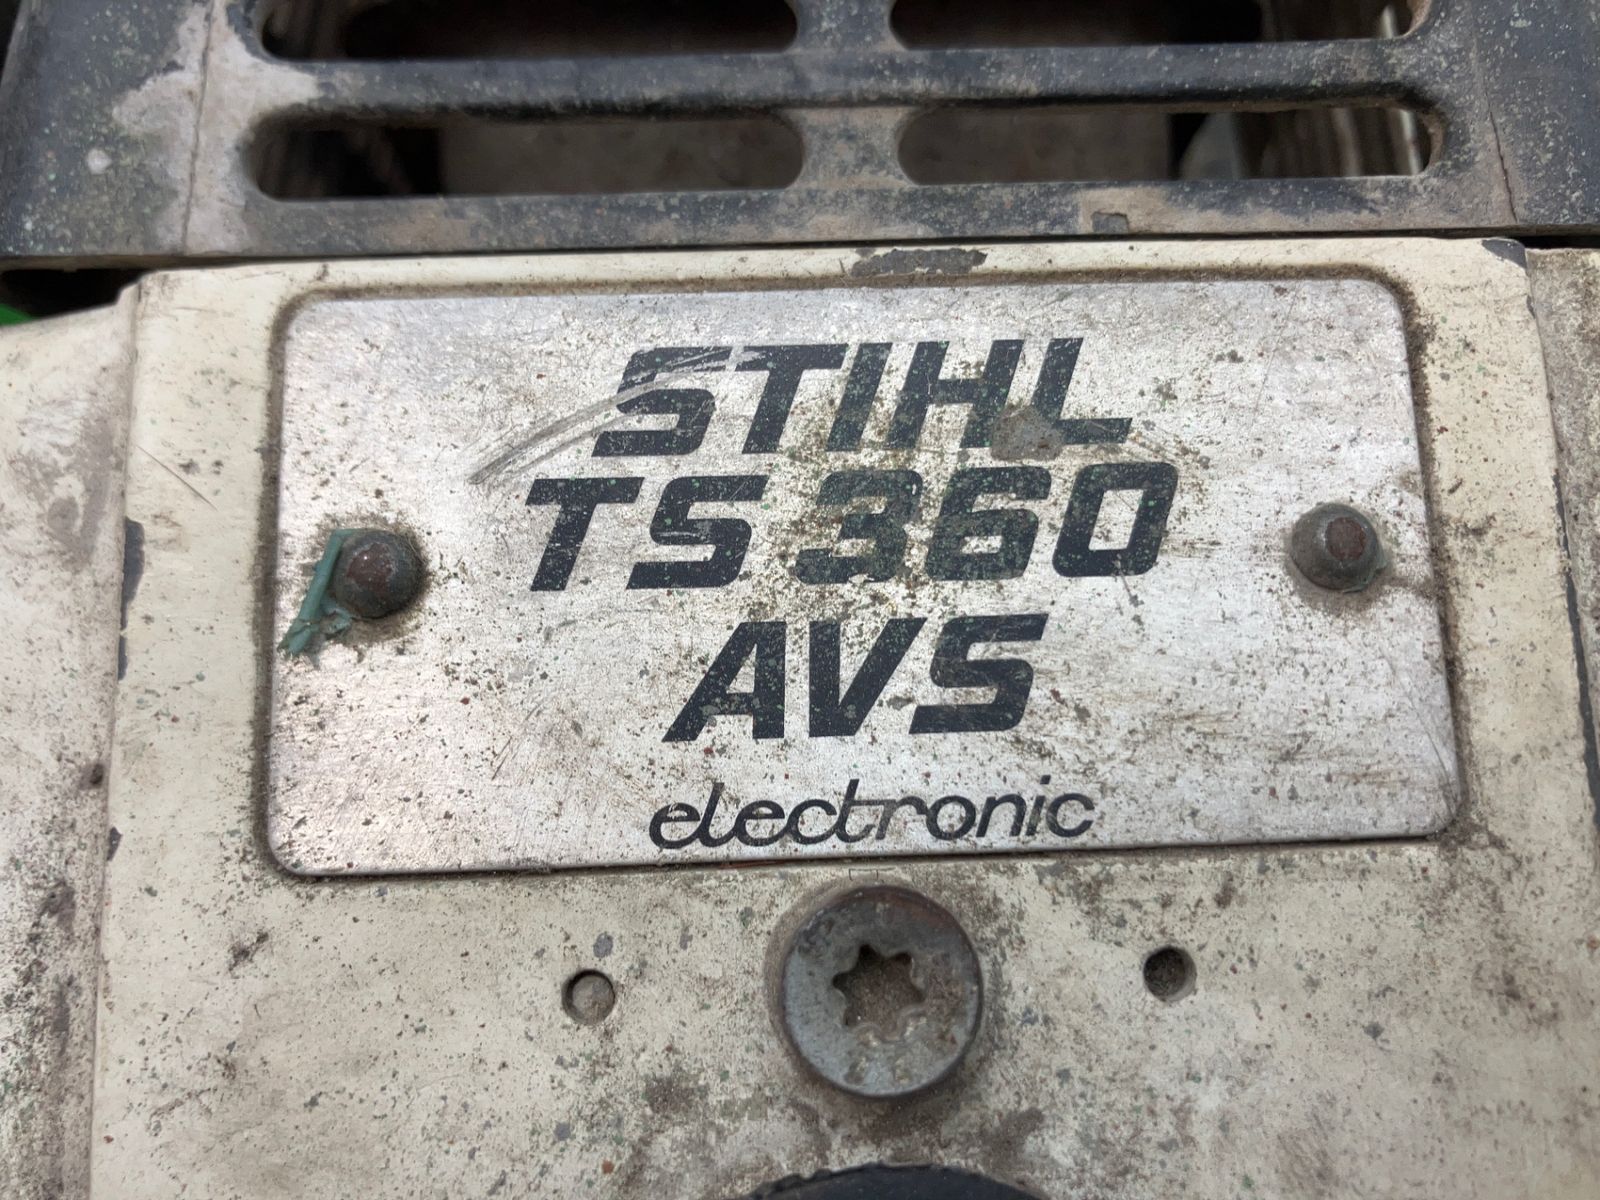 STIHL
TS 360
AVS
electronic